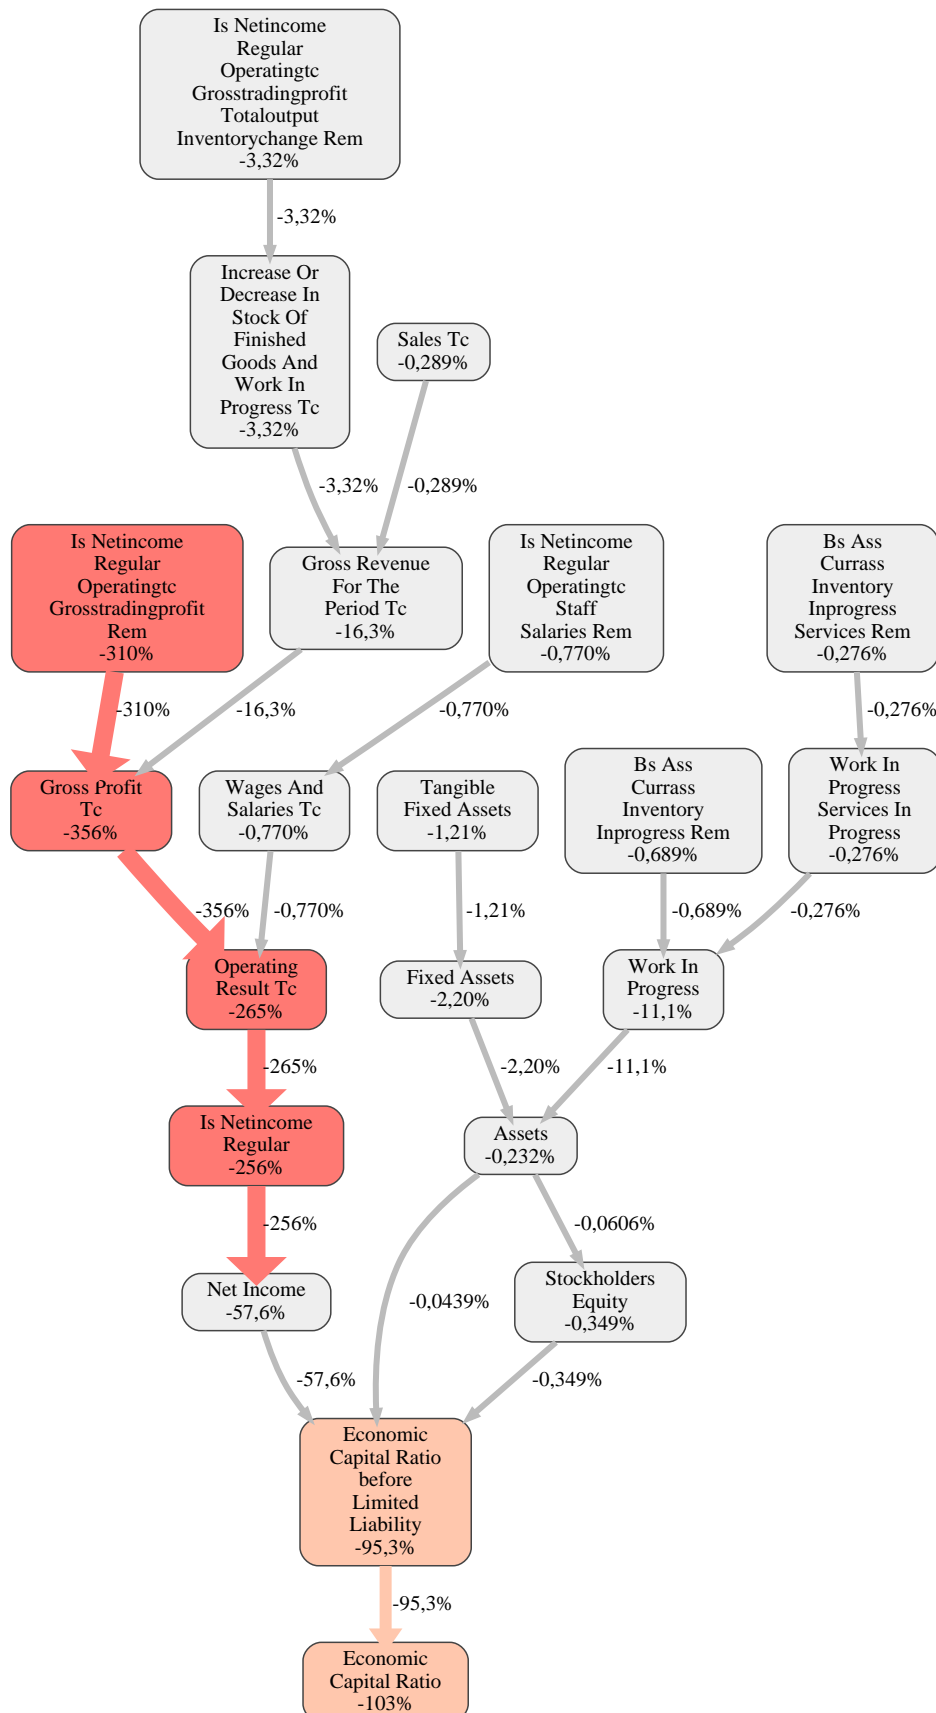 Is Netincome
Regular
Operatingtc
Grosstradingprofit
Totaloutput
Inventorychange Rem
-3,32%
-3,32%
Increase Or
Decrease In
Stock Of
Finished
Goods And
Work In
Progress Tc
-3,32%
Sales Tc
-0,289%
-3,32%
-0,289%
Is Netincome
Regular
Operatingtc
Grosstradingprofit
Rem
-310%
Gross Revenue
For The
Period Tc
-16,3%
Is Netincome
Regular
Operatingtc
Staff
Salaries Rem
-0,770%
Bs Ass
Currass
Inventory
Inprogress
Services Rem
-0,276%
-310%
-16,3%
-0,770%
-0,276%
Gross Profit
Tc
-356%
Wages And
Salaries Tc
-0,770%
Tangible
Fixed Assets
-1,21%
Bs Ass
Currass
Inventory
Inprogress Rem
-0,689%
Work In
Progress
Services In
Progress
-0,276%
-356%
-0,770%
-1,21%
-0,689%
-0,276%
Operating
Result Tc
-265%
Fixed Assets
-2,20%
Work In
Progress
-11,1%
-265%
-2,20%
-11,1%
Is Netincome
Regular
-256%
Assets
-0,232%
-256%
-0,0606%
Net Income
-57,6%
-0,0439%
Stockholders
Equity
-0,349%
-57,6%
-0,349%
Economic
Capital Ratio
before
Limited
Liability
-95,3%
-95,3%
Economic
Capital Ratio
-103%